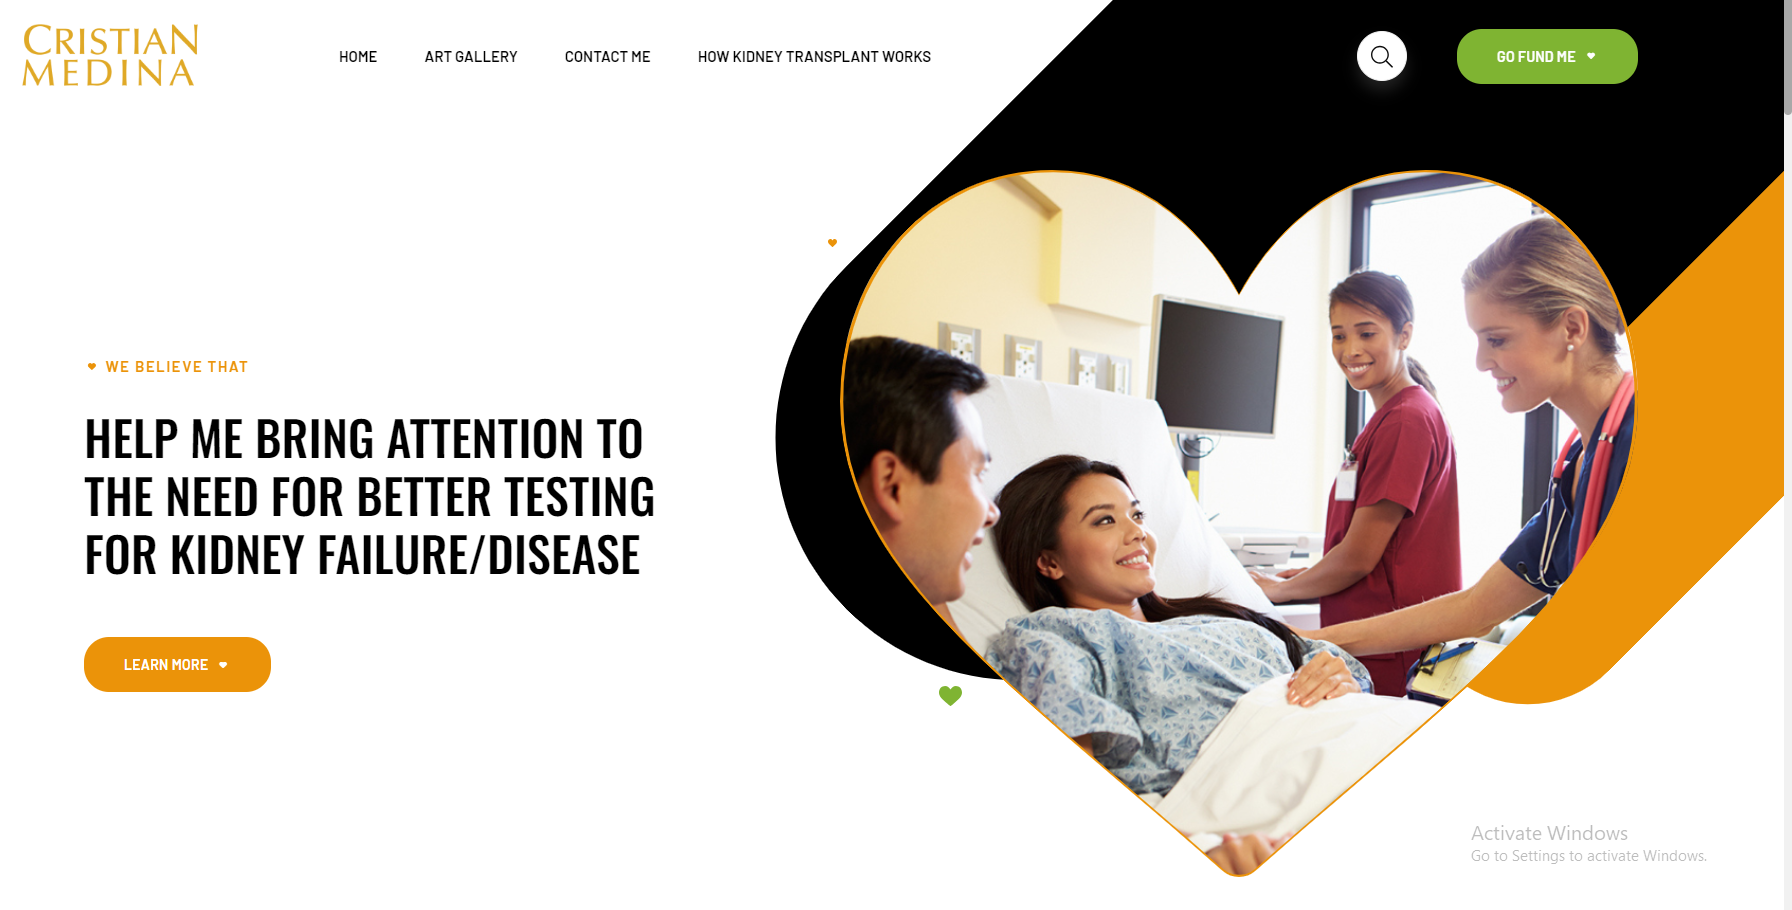 CRISTIAN
MEDINA
HOME ART GALLERY CONTACT ME HOW KIDNEY TRANSPLANT WORKS
GO FUND ME
WE BELIEVE THAT
HELP ME BRING ATTENTION TO
THE NEED FOR BETTER TESTING
FOR KIDNEY FAILURE/DISEASE
LEARN MORE
Activate Windows
Go to Settings to activate Windows.